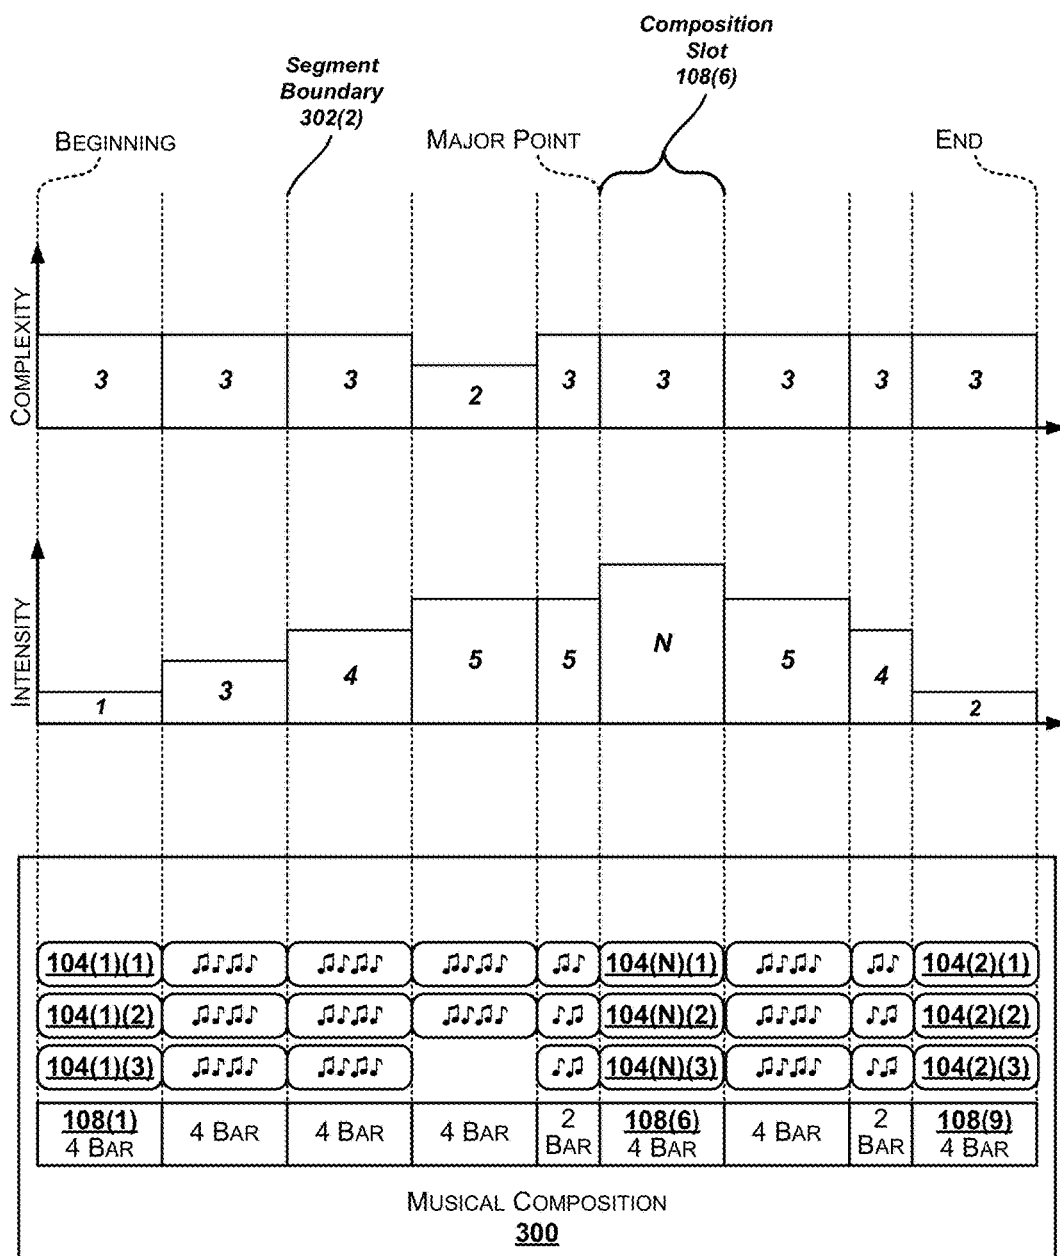 Composition
Slot
108(6)
Segment
Boundary
302(2)
BEGINNING
MAJOR POINT
END
COMPLEXITY
3
3
3
2
3
3
3
3
3
INTENSITY
1
3
4
5
5
N
5
4
2
104(1)(1) 104(N)(1) 104(2)(1)
104(1)(2) 104(N)(2) 104(2)(2)
104(1)(3) 104(N)(3) 104(2)(3)
108(1)
4 BAR
4 BAR
4 BAR
4 BAR
2
BAR
108(6)
4 BAR
4 BAR
2
BAR
108(9)
4 BAR
MUSICAL COMPOSITION
300